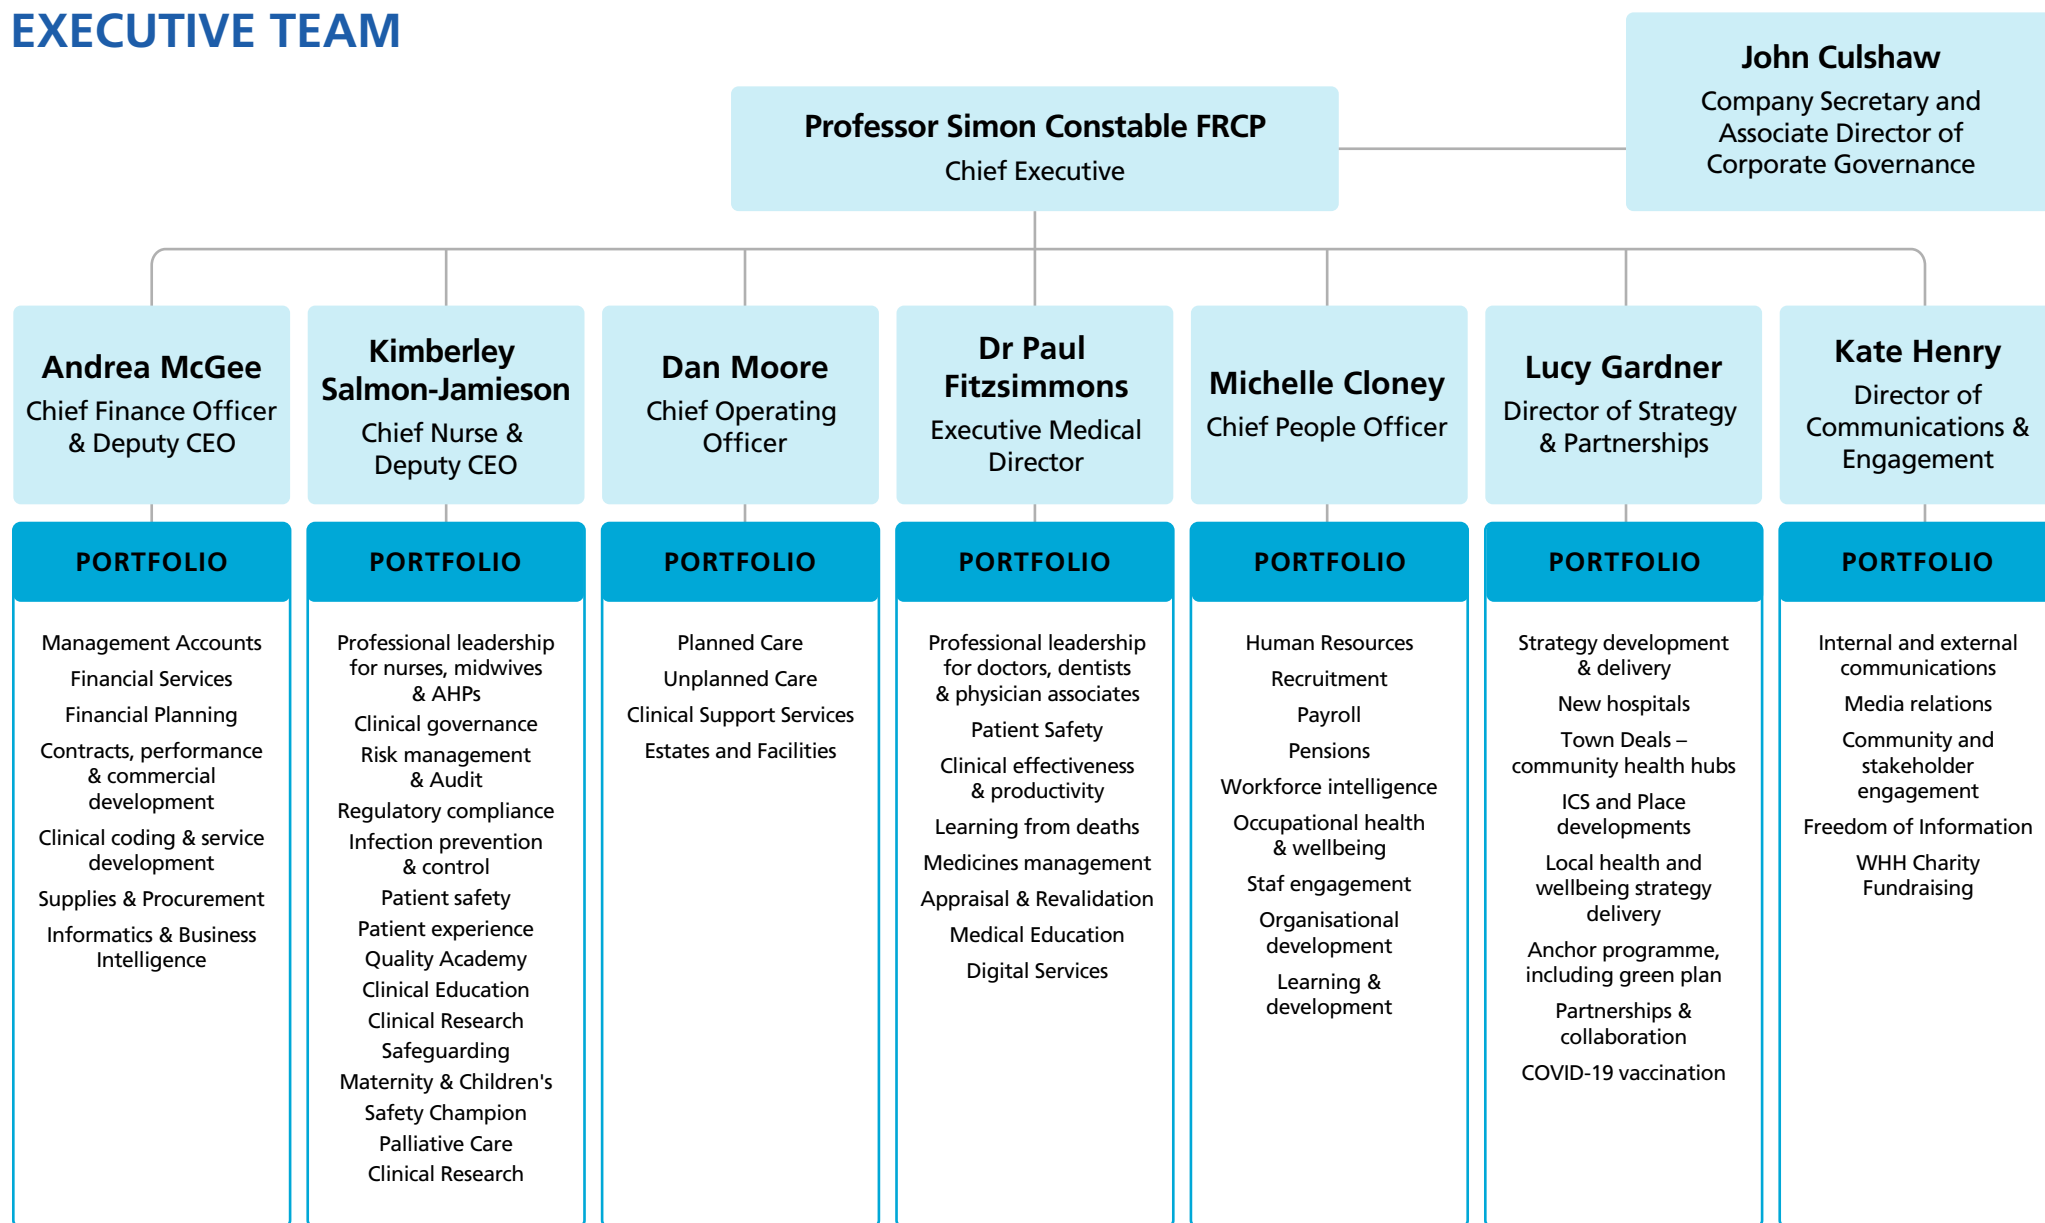 EXECUTIVE TEAM
John Culshaw
Company Secretary and
Associate Director of
Corporate Governance
Professor Simon Constable FRCP
Chief Executive
Andrea McGee
Chief Finance Officer
& Deputy CEO
Kimberley
Salmon-Jamieson
Chief Nurse &
Deputy CEO
Dan Moore
Chief Operating
Officer
Dr Paul
Fitzsimmons
Executive Medical
Director
Michelle Cloney
Chief People Officer
Lucy Gardner
Director of Strategy
& Partnerships
Kate Henry
Director of
Communications &
Engagement
PORTFOLIO
Management Accounts
Financial Services
Financial Planning
Contracts, performance
& commercial
development
Clinical coding & service
development
Supplies & Procurement
Informatics & Business
Intelligence
PORTFOLIO
Professional leadership
for nurses, midwives
& AHPs
Clinical governance
Risk management
& Audit
Regulatory compliance
Infection prevention
& control
Patient safety
Patient experience
Quality Academy
Clinical Education
Clinical Research
Safeguarding
Maternity & Children's
Safety Champion
Palliative Care
Clinical Research
PORTFOLIO
Planned Care
Unplanned Care
Clinical Support Services
Estates and Facilities
PORTFOLIO
Professional leadership
for doctors, dentists
& physician associates
Patient Safety
Clinical effectiveness
& productivity
Learning from deaths
Medicines management
Appraisal & Revalidation
Medical Education
Digital Services
PORTFOLIO
Human Resources
Recruitment
Payroll
Pensions
Workforce intelligence
Occupational health
& wellbeing
Staf engagement
Organisational
development
Learning &
development
PORTFOLIO
Strategy development
& delivery
New hospitals
Town Deals –
community health hubs
ICS and Place
developments
Local health and
wellbeing strategy
delivery
Anchor programme,
including green plan
Partnerships &
collaboration
COVID-19 vaccination
PORTFOLIO
Internal and external
communications
Media relations
Community and
stakeholder
engagement
Freedom of Information
WHH Charity
Fundraising